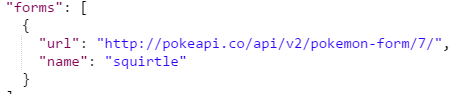 "forms": [
{
"url": "http://pokeapi.co/api/v2/pokemon-form/7/",
"name": "squirtle"
}